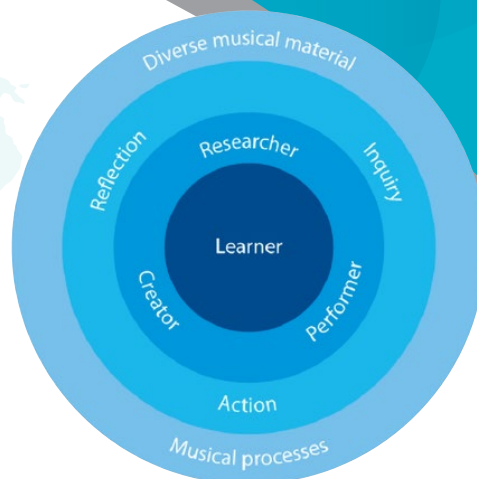 Diverse musical material
Reflection
Inquiry
Researcher
Learner
Creator
Performer
Action
Musical processes